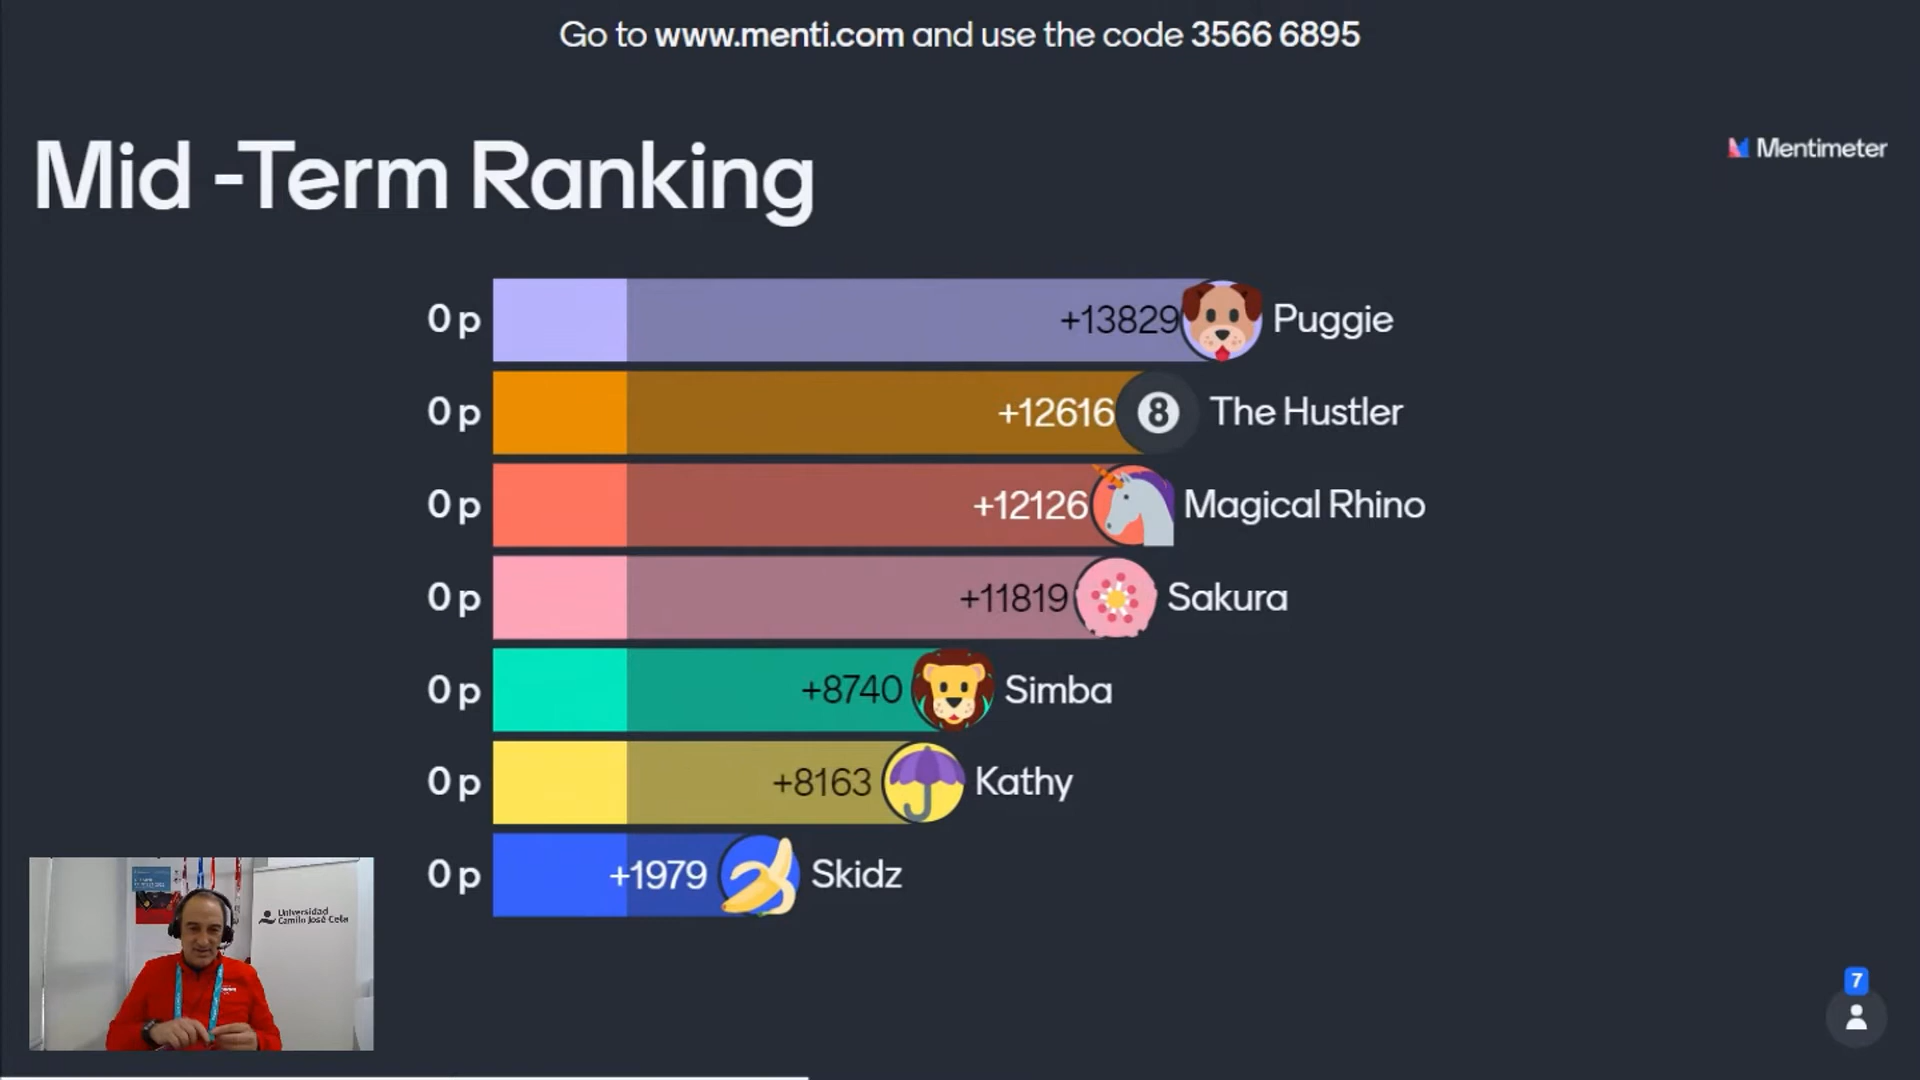 Go to www.menti.com and use the code 3566 6895
Mid -Term Ranking
Mentimeter
0 p +13829 Puggie
0 p +12616 8 The Hustler
0 p +12126 Magical Rhino
0 p +11819 Sakura
0 p +8740 Simba
0 p +8163 Kathy
0 p +1979 Skidz
Universidad
Camilo José Cela
7